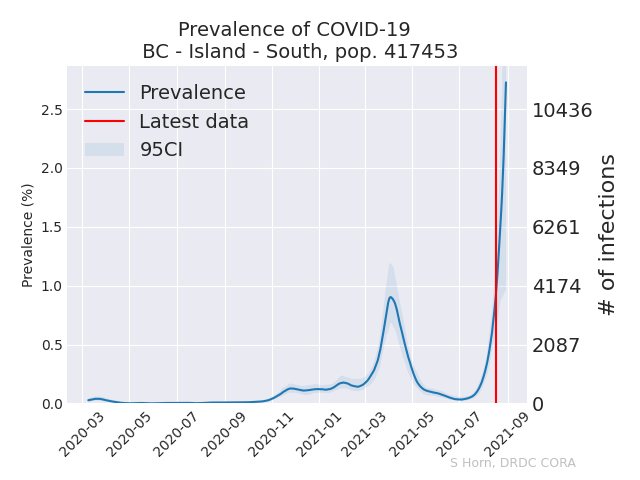 Prevalence of COVID-19
BC - Island - South, pop. 417453
Prevalence
Latest data
95CI
Prevalence (%)
2.5
2.0
1.5
1.0
0.5
0.0
10436
8349
6261
4174
2087
0
# of infections
2020-03
2020-05
2020-07
2020-09
2020-11
2021-01
2021-03
2021-05
2021-07
2021-09
S Horn, DRDC CORA